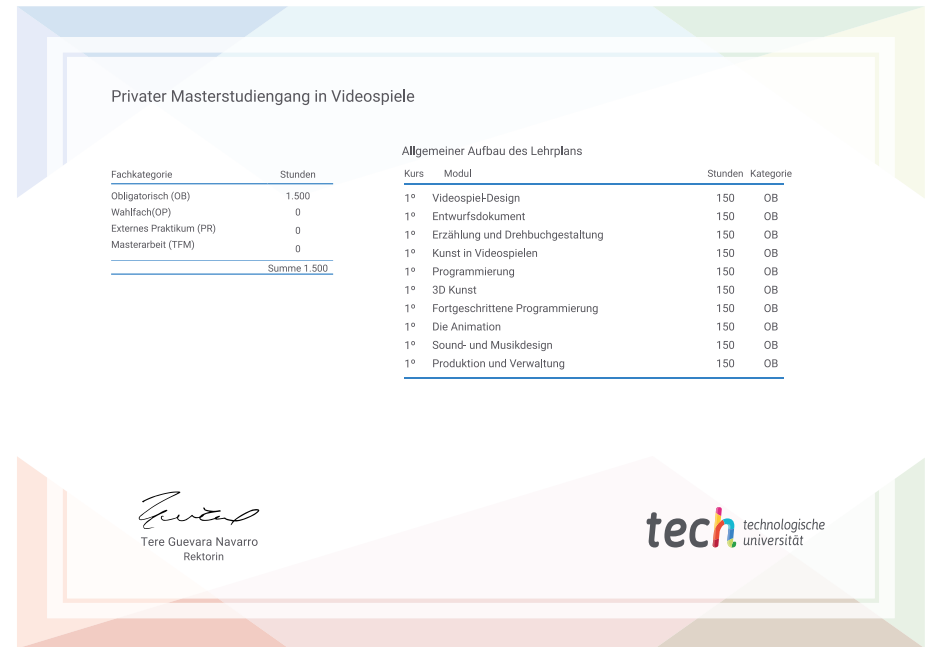 Privater Masterstudiengang in Videospiele
Fachkategorie Stunden
Obligatorisch (OB) 1.500
Wahlfach(OP) 0
Externes Praktikum (PR) 0
Masterarbeit (TFM) 0
Summe 1.500
Allgemeiner Aufbau des Lehrplans
Kurs Modul Stunden Kategorie
1º Videospiel-Design 150 OB
1º Entwurfsdokument 150 OB
1º Erzählung und Drehbuchgestaltung 150 OB
1º Kunst in Videospielen 150 OB
1º Programmierung 150 OB
1º 3D Kunst 150 OB
1º Fortgeschrittene Programmierung 150 OB
1º Die Animation 150 OB
1º Sound- und Musikdesign 150 OB
1º Produktion und Verwaltung 150 OB
Tere Guevara Navarro
Rektorin
tech technologische
universität